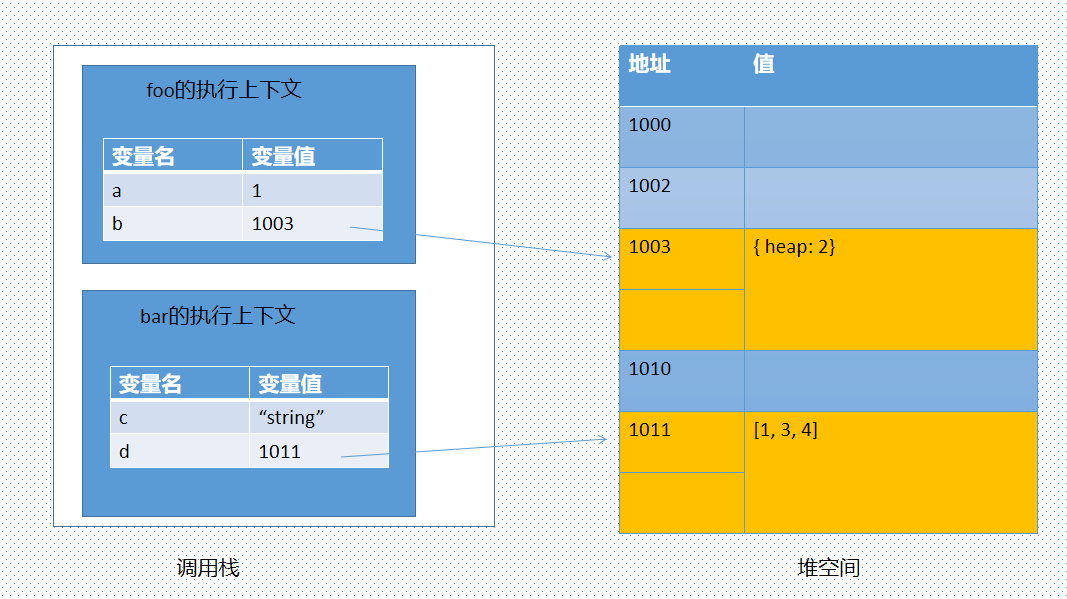 foo的执行上下文
变量名 变量值
a 1
b 1003
bar的执行上下文
变量名 变量值
c “string”
d 1011
调用栈
地址 值
1000
1002
1003 { heap: 2}
1010
1011 [1, 3, 4]
堆空间